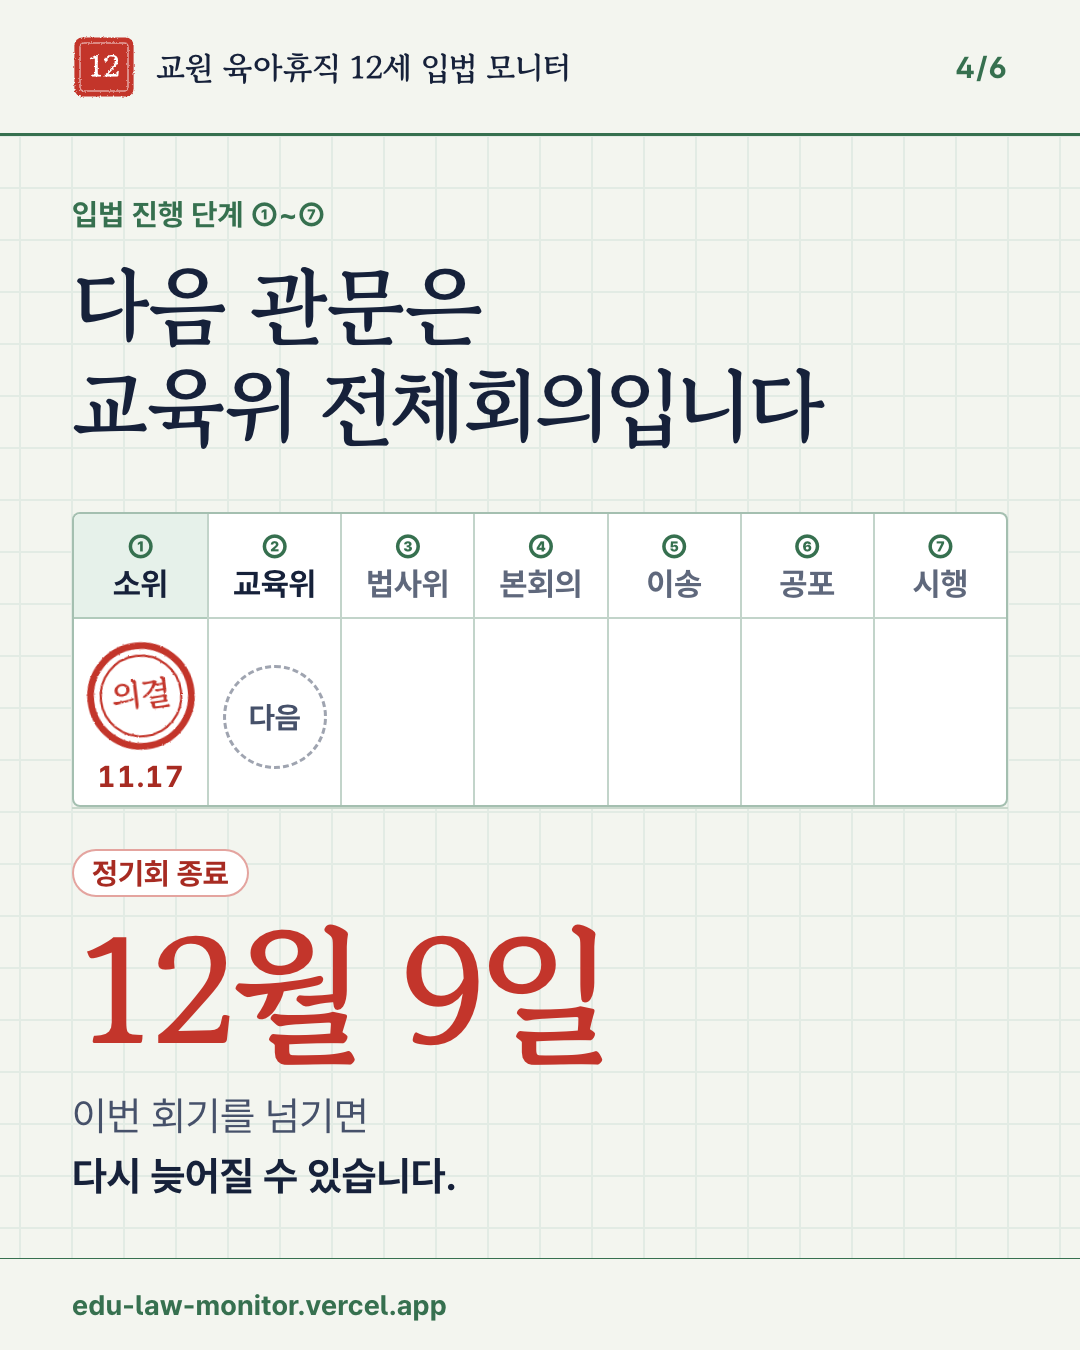 12 교원 육아휴직 12세 입법 모니터 4/6
입법 진행 단계 ①~⑦
다음 관문은
교육위 전체회의입니다
① ② ③ ④ ⑤ ⑥ ⑦
소위 교육위 법사위 본회의 이송 공포 시행
의결 다음
11.17
정기회 종료
12월 9일
이번 회기를 넘기면
다시 늦어질 수 있습니다.
edu-law-monitor.vercel.app